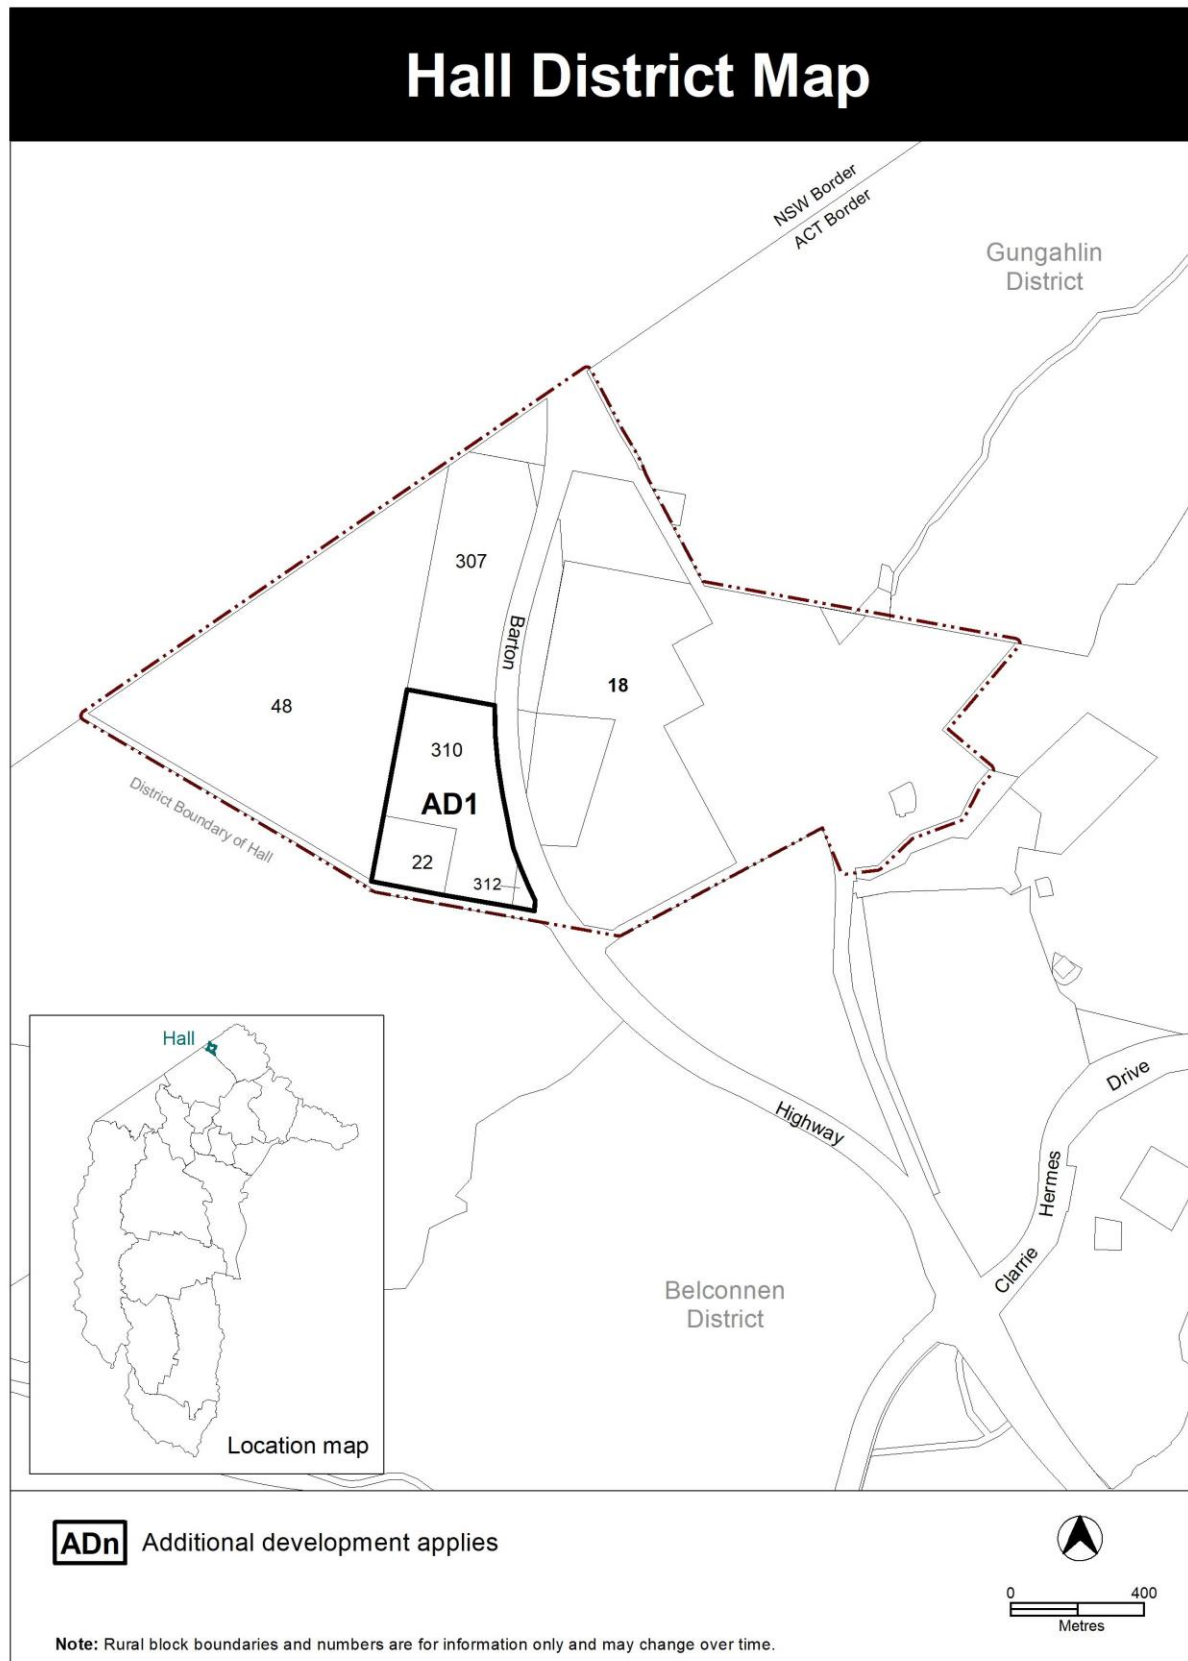 Hall District Map
NSW Border
ACT Border
Gungahlin
District
307
Barton
18
48
310
AD1
District Boundary of Hall
22
312
Hall
Drive
Highway
Hermes
Clarrie
Belconnen
District
Location map
ADn Additional development applies
0 400
Metres
Note: Rural block boundaries and numbers are for information only and may change over time.